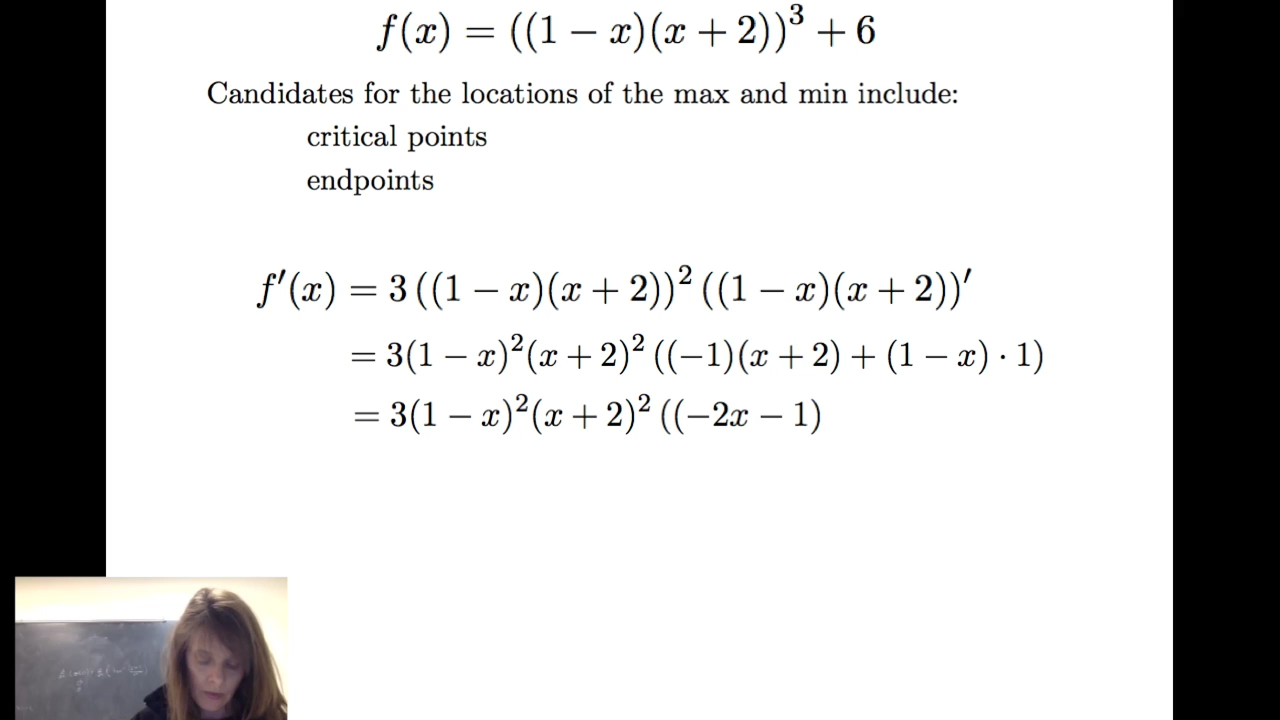 f(x) = ((1 − x)(x + 2))³ + 6
Candidates for the locations of the max and min include:
critical points
endpoints
f′(x) = 3 ((1 − x)(x + 2))² ((1 − x)(x + 2))′
= 3(1 − x)²(x + 2)² ((−1)(x + 2) + (1 − x) · 1)
= 3(1 − x)²(x + 2)² ((−2x − 1)